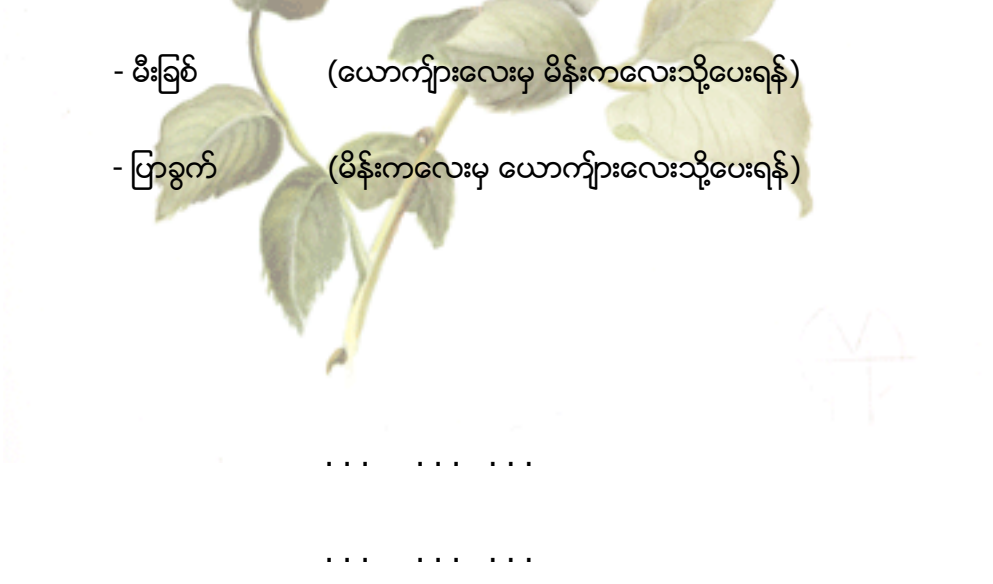 - မီးခြစ် (ယောက်ျားလေးမှ မိန်းကလေးသို့ပေးရန်)
- ပြာခွက် (မိန်းကလေးမှ ယောက်ျားလေးသို့ပေးရန်)
... ... ...
... ... ...